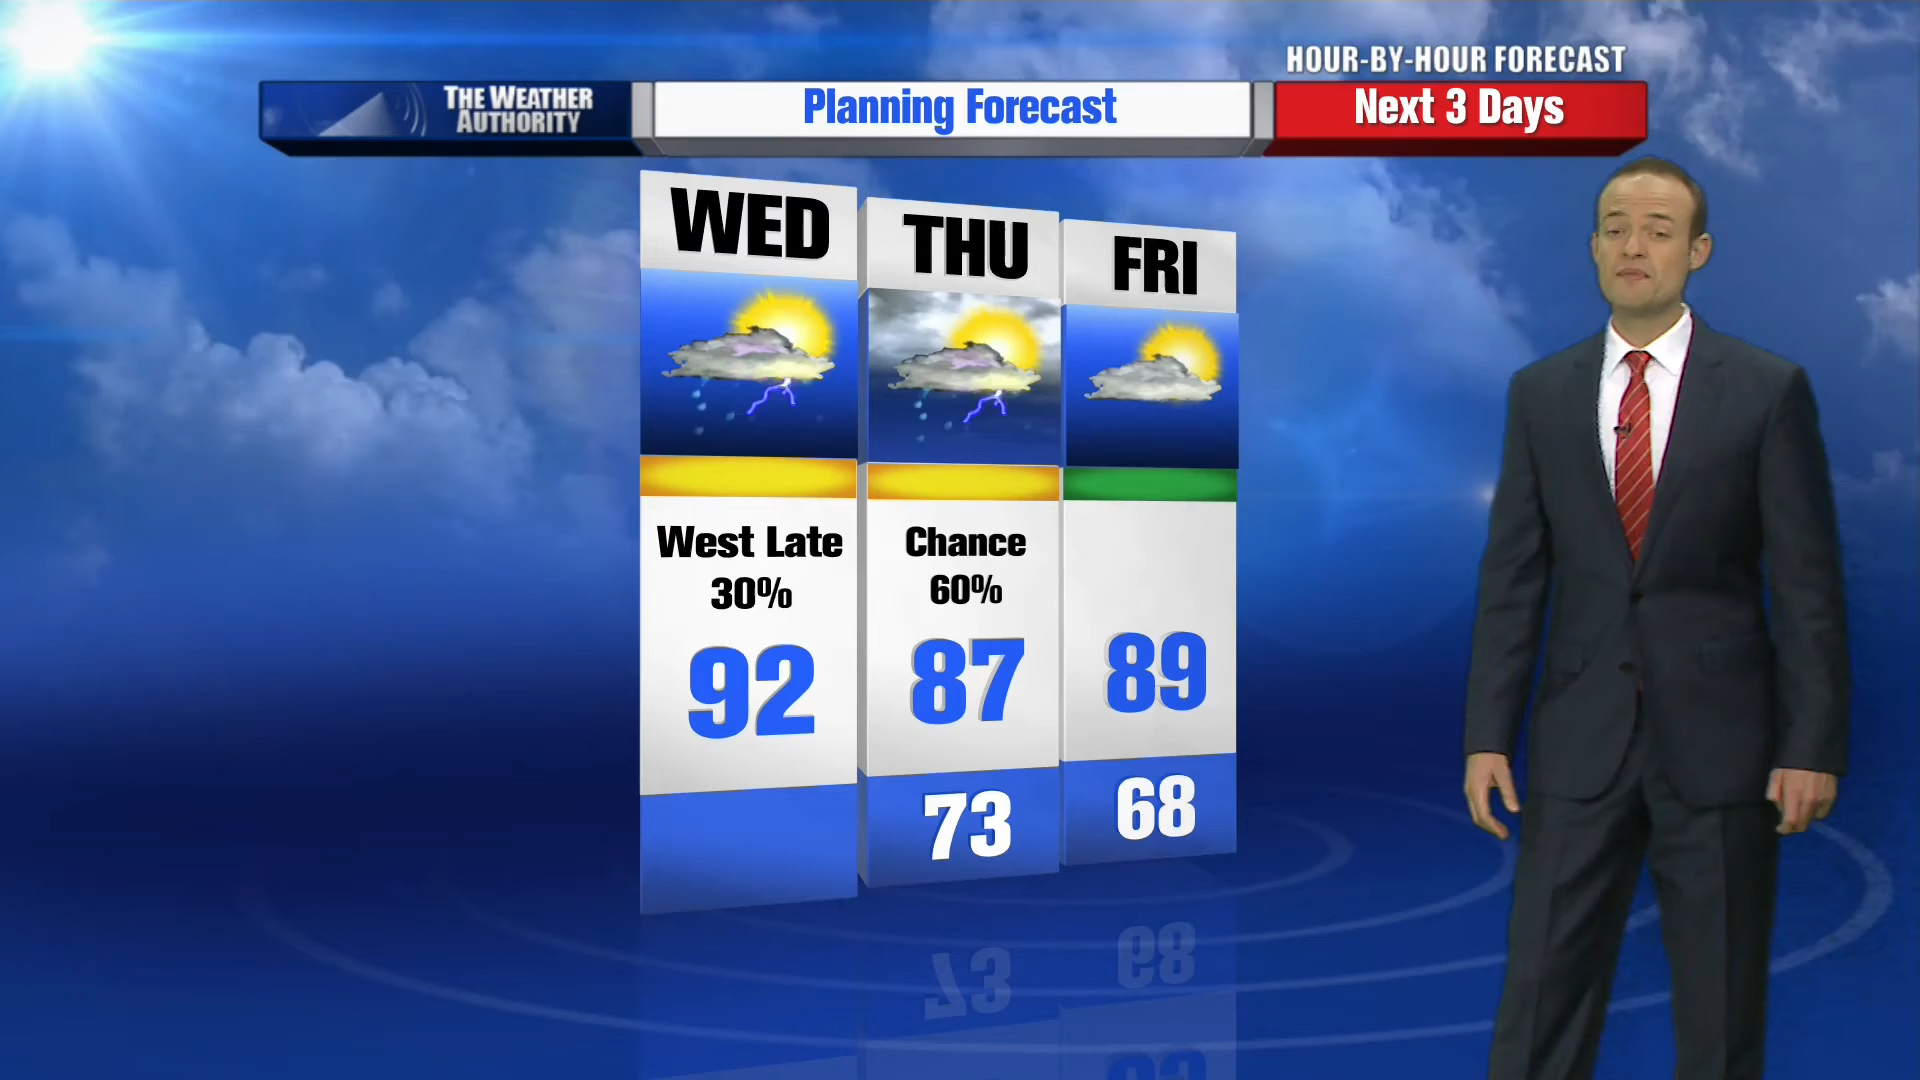 HOUR-BY-HOUR FORECAST
THE WEATHER
AUTHORITY
Planning Forecast
Next 3 Days
WED
THU
FRI
West Late
30%
Chance
60%
92
87
89
73
68